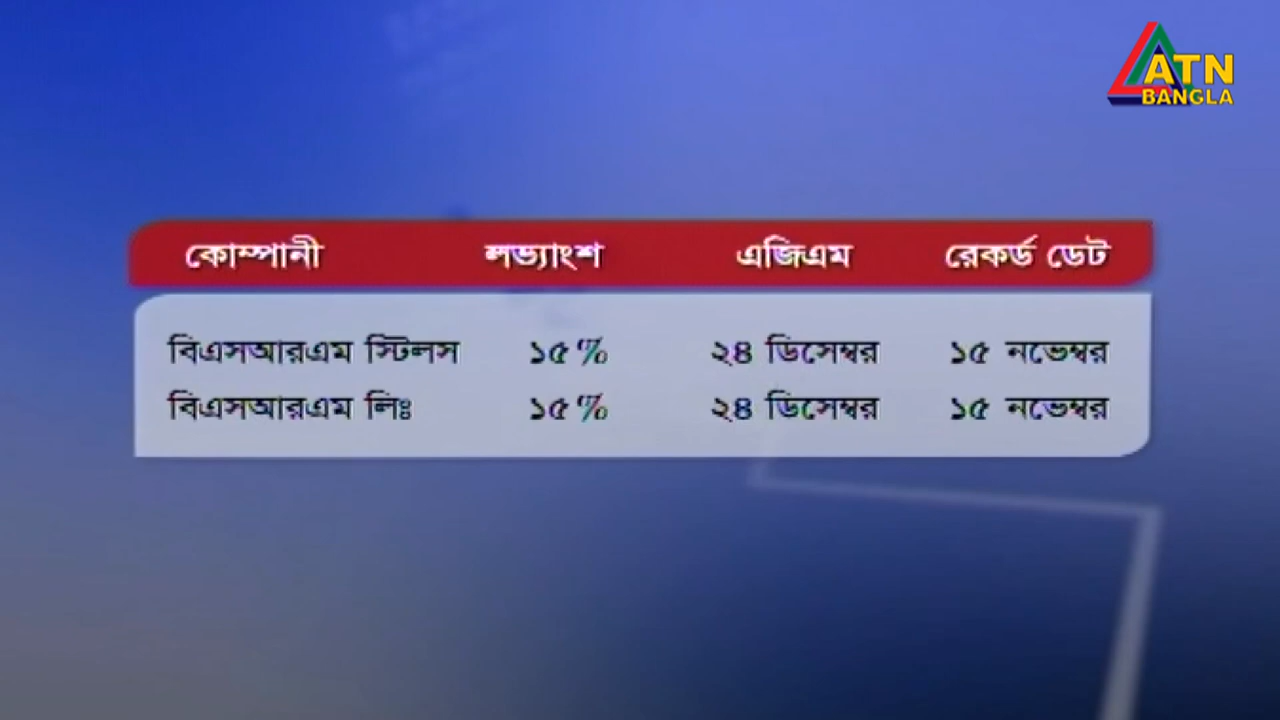 ATN
BANGLA
কোম্পানী লভ্যাংশ এজিএম রেকর্ড ডেট
বিএসআরএম স্টিলস ১৫% ২৪ ডিসেম্বর ১৫ নভেম্বর
বিএসআরএম লিঃ ১৫% ২৪ ডিসেম্বর ১৫ নভেম্বর